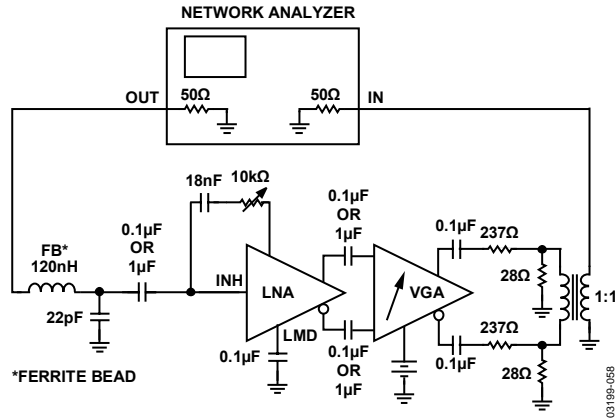 NETWORK ANALYZER
OUT
50Ω
50Ω
IN
18nF
10kΩ
FB*
120nH
0.1µF
OR
1µF
0.1µF
OR
1µF
0.1µF
237Ω
28Ω
1:1
INH
LNA
VGA
22pF
LMD
0.1µF
0.1µF
OR
1µF
0.1µF
237Ω
28Ω
*FERRITE BEAD
03199-058